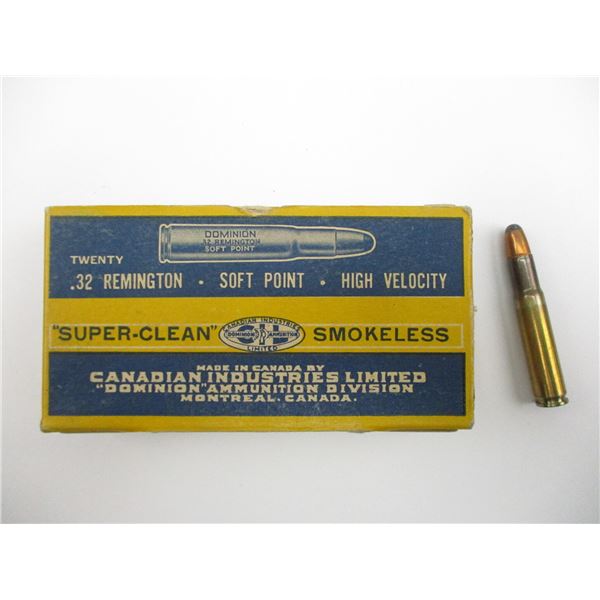 DOMINION
.32 REMINGTON
SOFT POINT
TWENTY
.32 REMINGTON • SOFT POINT • HIGH VELOCITY
"SUPER-CLEAN" CANADIAN INDUSTRIES LIMITED DOMINION CIL AMMUNITION SMOKELESS
MADE IN CANADA BY
CANADIAN INDUSTRIES LIMITED
"DOMINION" AMMUNITION DIVISION
MONTREAL, CANADA.